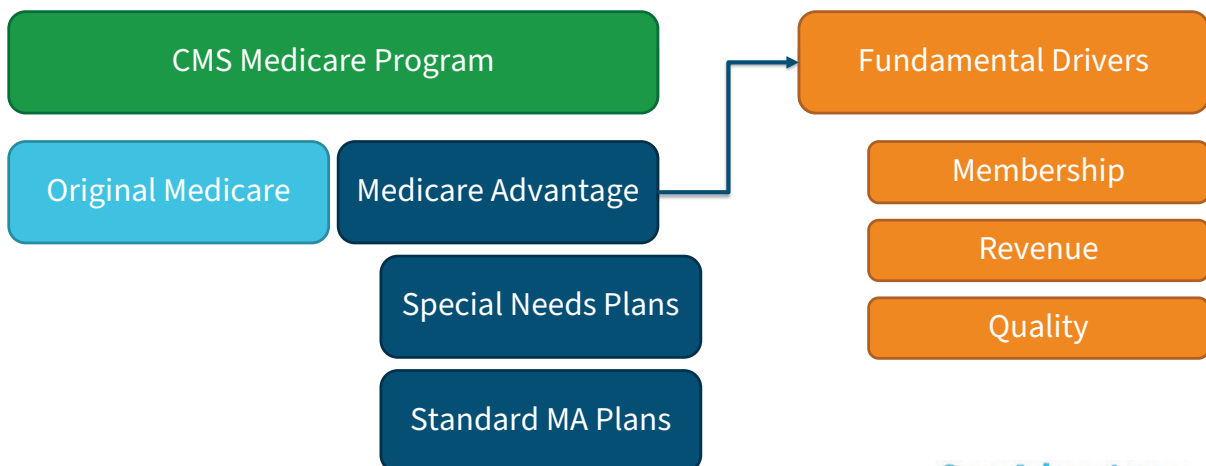 CMS Medicare Program
Fundamental Drivers
Original Medicare
Medicare Advantage
Membership
Revenue
Special Needs Plans
Quality
Standard MA Plans